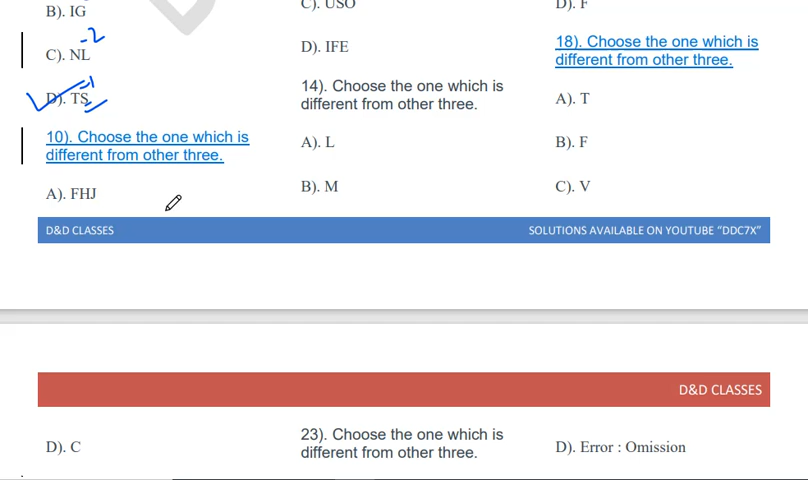 B). IG
-2
C). NL
-1
D). TS
10). Choose the one which is
different from other three.
A). FHJ
C). USO
D). IFE
14). Choose the one which is
different from other three.
A). L
B). M
D). F
18). Choose the one which is
different from other three.
A). T
B). F
C). V
D&D CLASSES
SOLUTIONS AVAILABLE ON YOUTUBE “DDC7X”
D&D CLASSES
D). C
23). Choose the one which is
different from other three.
D). Error : Omission